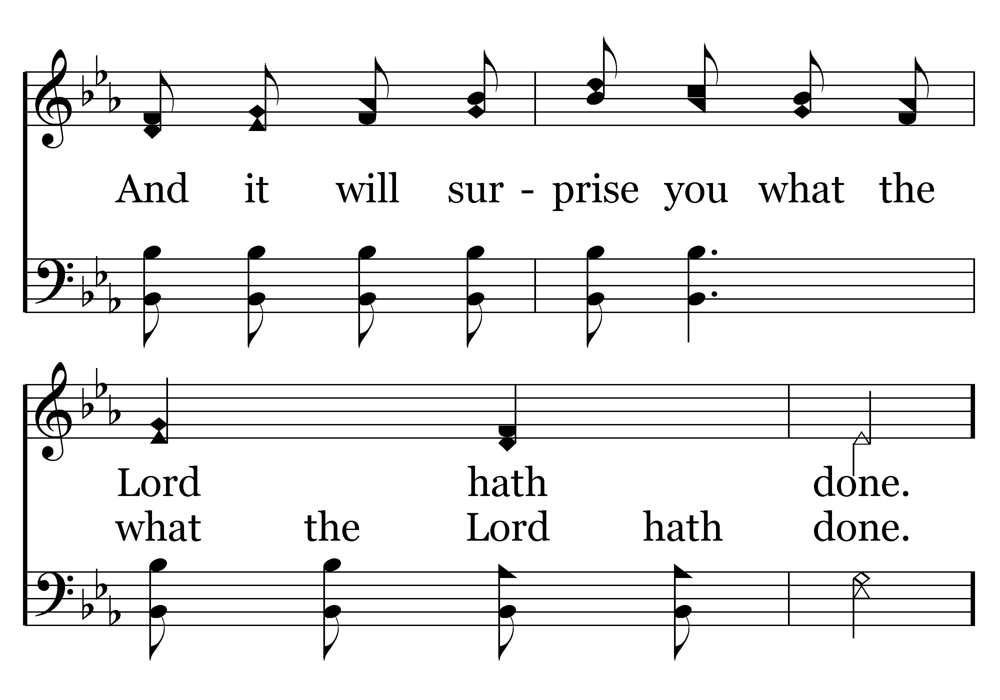 And it will sur - prise you what the
Lord hath done.
what the Lord hath done.